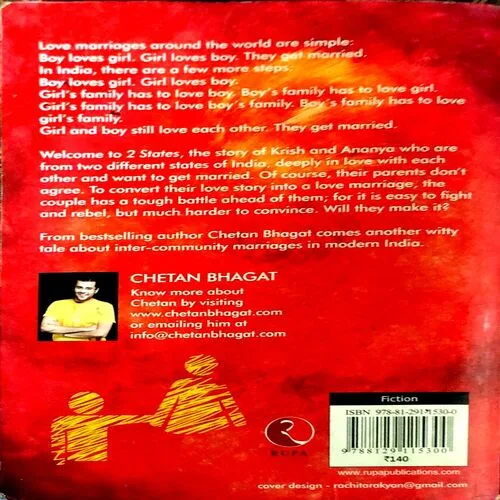 Love marriages around the world are simple:
Boy loves girl. Girl loves boy. They get married.
In India, there are a few more steps:
Boy loves girl. Girl loves boy.
Girl's family has to love boy. Boy's family has to love girl.
Girl's family has to love boy's family. Boy's family has to love
girl's family.
Girl and boy still love each other. They get married.
Welcome to 2 States, the story of Krish and Ananya who are
from two different states of India, deeply in love with each
other and want to get married. Of course, their parents don't
agree. To convert their love story into a love marriage, the
couple has a tough battle ahead of them; for it is easy to fight
and rebel, but much harder to convince. Will they make it?
From bestselling author Chetan Bhagat comes another witty
tale about inter-community marriages in modern India.
CHETAN BHAGAT
Know more about
Chetan by visiting
www.chetanbhagat.com
or emailing him at
info@chetanbhagat.com
RUPA
Fiction
ISBN 978-81-291-1530-0
9 788129 115300
₹140
www.rupapublications.com
cover design - rachitarakyan@gmail.com